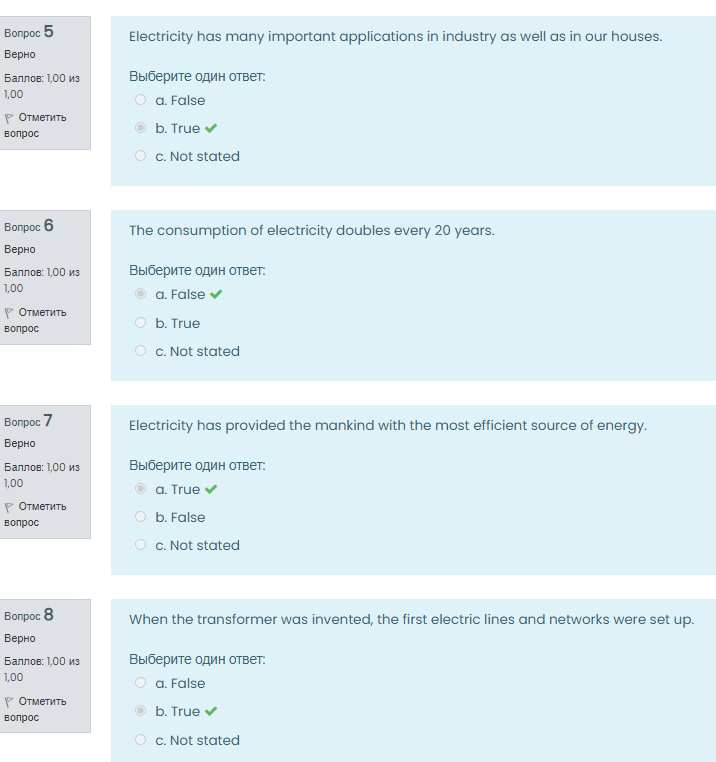 Вопрос 5
Верно
Баллов: 1,00 из
1,00
Отметить
вопрос
Electricity has many important applications in industry as well as in our houses.
Выберите один ответ:
a. False
b. True
c. Not stated
Вопрос 6
Верно
Баллов: 1,00 из
1,00
Отметить
вопрос
The consumption of electricity doubles every 20 years.
Выберите один ответ:
a. False
b. True
c. Not stated
Вопрос 7
Верно
Баллов: 1,00 из
1,00
Отметить
вопрос
Electricity has provided the mankind with the most efficient source of energy.
Выберите один ответ:
a. True
b. False
c. Not stated
Вопрос 8
Верно
Баллов: 1,00 из
1,00
Отметить
вопрос
When the transformer was invented, the first electric lines and networks were set up.
Выберите один ответ:
a. False
b. True
c. Not stated